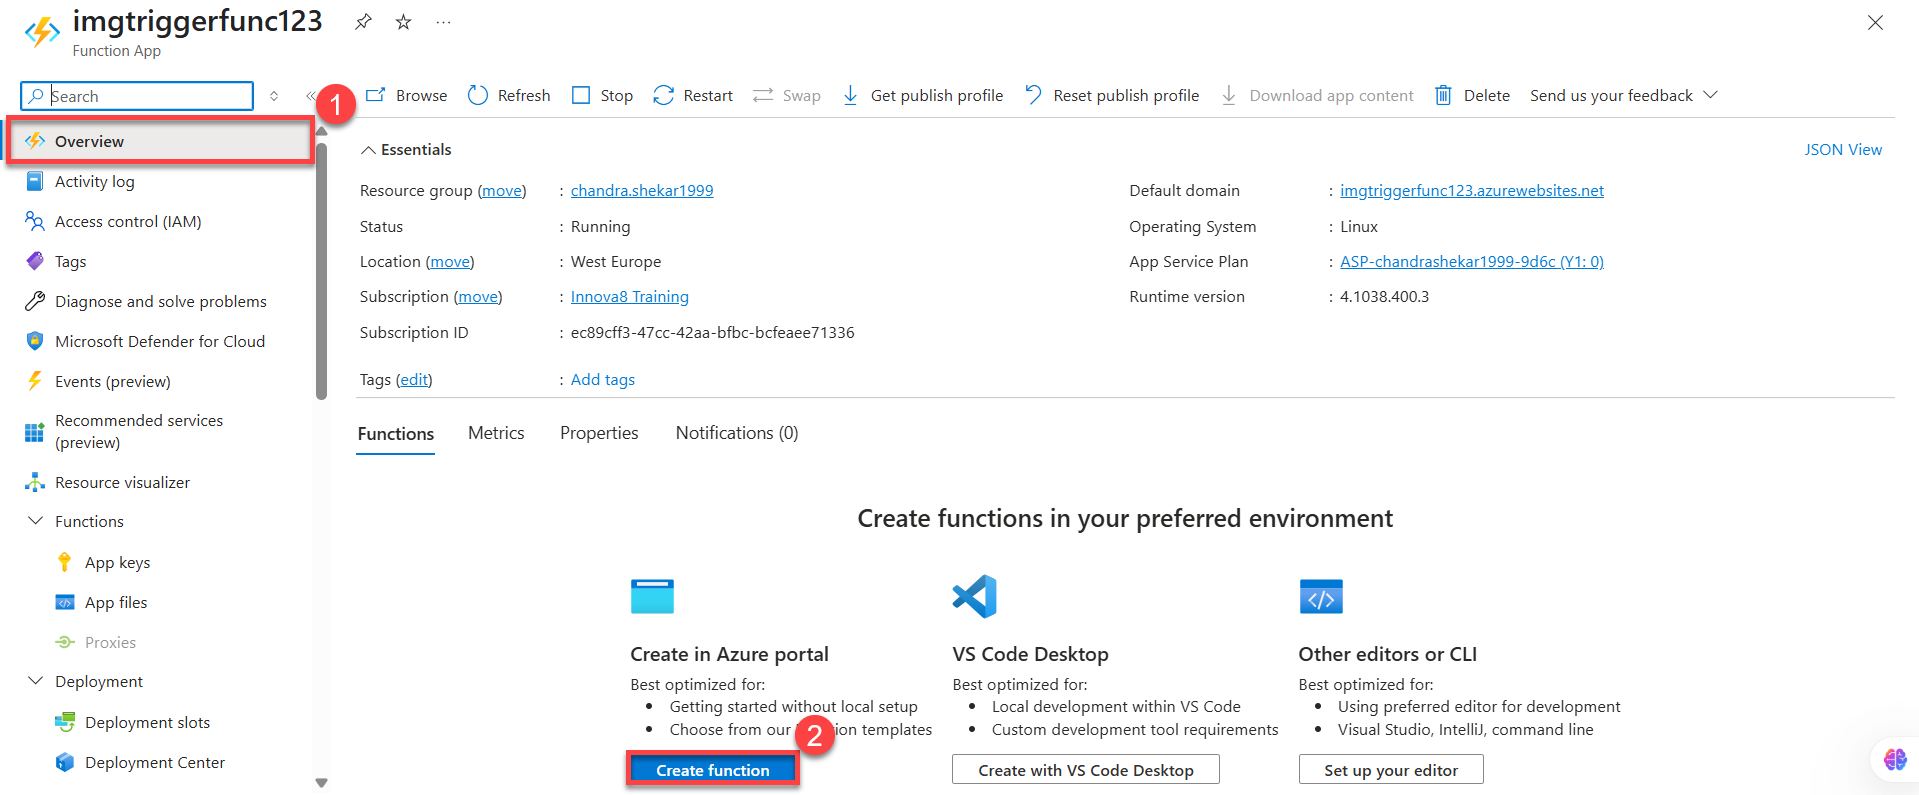 imgtriggerfunc123
Function App
Search
1
Browse
Refresh
Stop
Restart
Swap
Get publish profile
Reset publish profile
Download app content
Delete
Send us your feedback
Overview
Activity log
Access control (IAM)
Tags
Diagnose and solve problems
Microsoft Defender for Cloud
Events (preview)
Recommended services
(preview)
Resource visualizer
Functions
App keys
App files
Proxies
Deployment
Deployment slots
Deployment Center
Essentials
JSON View
Resource group (move) : chandra.shekar1999
Status : Running
Location (move) : West Europe
Subscription (move) : Innova8 Training
Subscription ID : ec89cff3-47cc-42aa-bfbc-bcfeaee71336
Default domain : imgtriggerfunc123.azurewebsites.net
Operating System : Linux
App Service Plan : ASP-chandrashekar1999-9d6c (Y1: 0)
Runtime version : 4.1038.400.3
Tags (edit) : Add tags
Functions
Metrics
Properties
Notifications (0)
Create functions in your preferred environment
Create in Azure portal
Best optimized for:
• Getting started without local setup
• Choose from our ion templates
2
Create function
VS Code Desktop
Best optimized for:
• Local development within VS Code
• Custom development tool requirements
Create with VS Code Desktop
Other editors or CLI
Best optimized for:
• Using preferred editor for development
• Visual Studio, IntelliJ, command line
Set up your editor